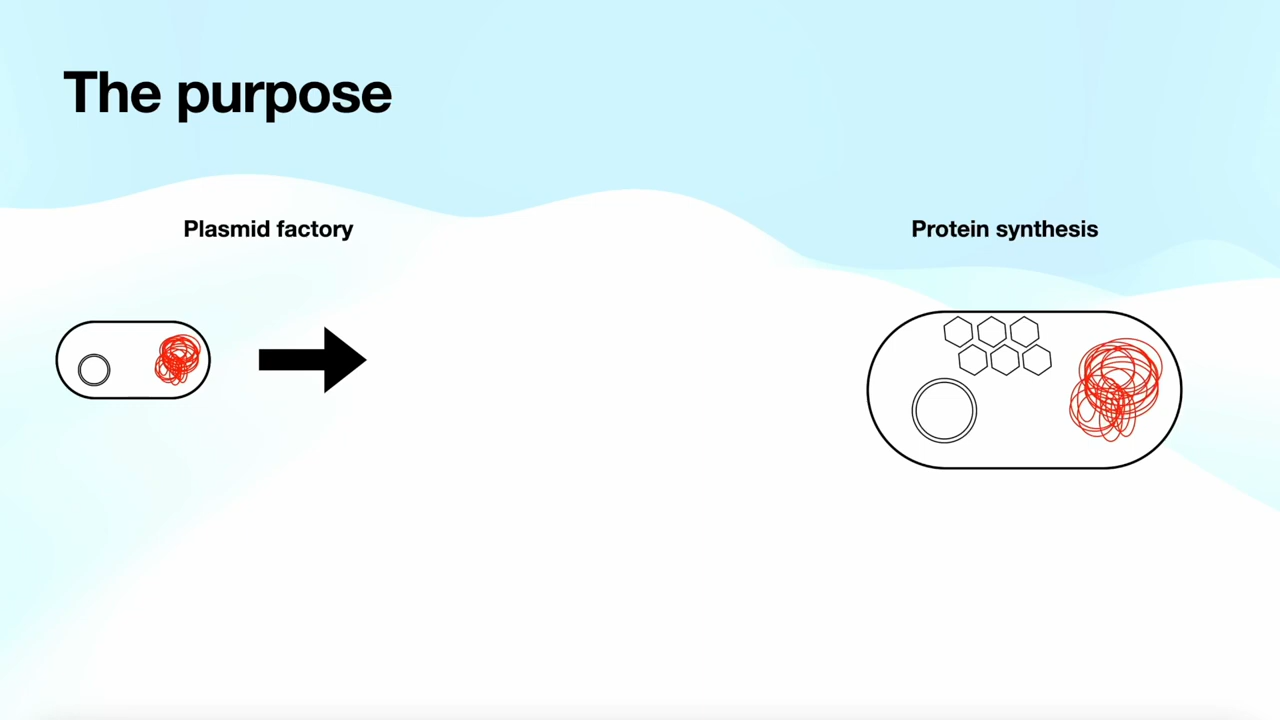 The purpose
Plasmid factory
Protein synthesis